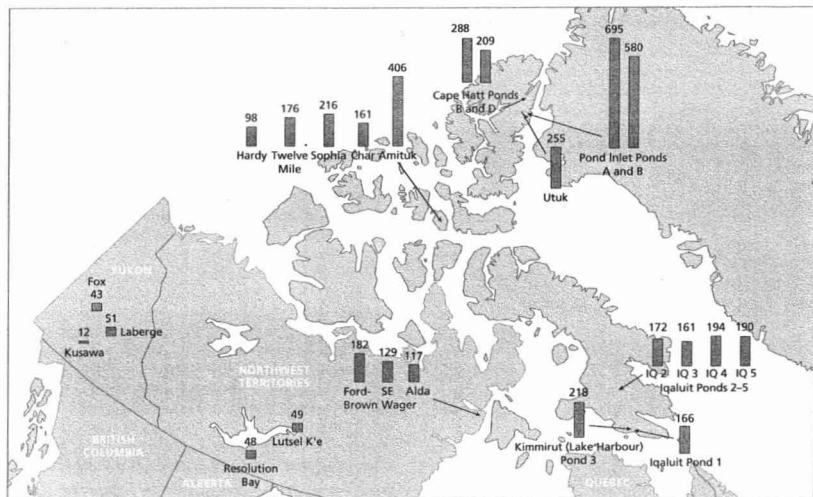 288
209
695
580
Cape Hatt Ponds
B and D
406
98
176
216
161
Hardy
Twelve
Mile
Sophia
Char
Amituk
255
Utuk
Pond Inlet Ponds
A and B
YUKON
Fox
43
51
Laberge
12
Kusawa
NORTHWEST
TERRITORIES
182
129
117
Ford-
Brown
SE
Wager
Alda
172
161
194
190
IQ 2
IQ 3
IQ 4
IQ 5
Iqaluit Ponds 2–5
218
Kimmirut (Lake Harbour)
Pond 3
166
Iqaluit Pond 1
49
Lutsel K'e
48
Resolution
Bay
BRITISH
COLUMBIA
ALBERTA
QUEBEC